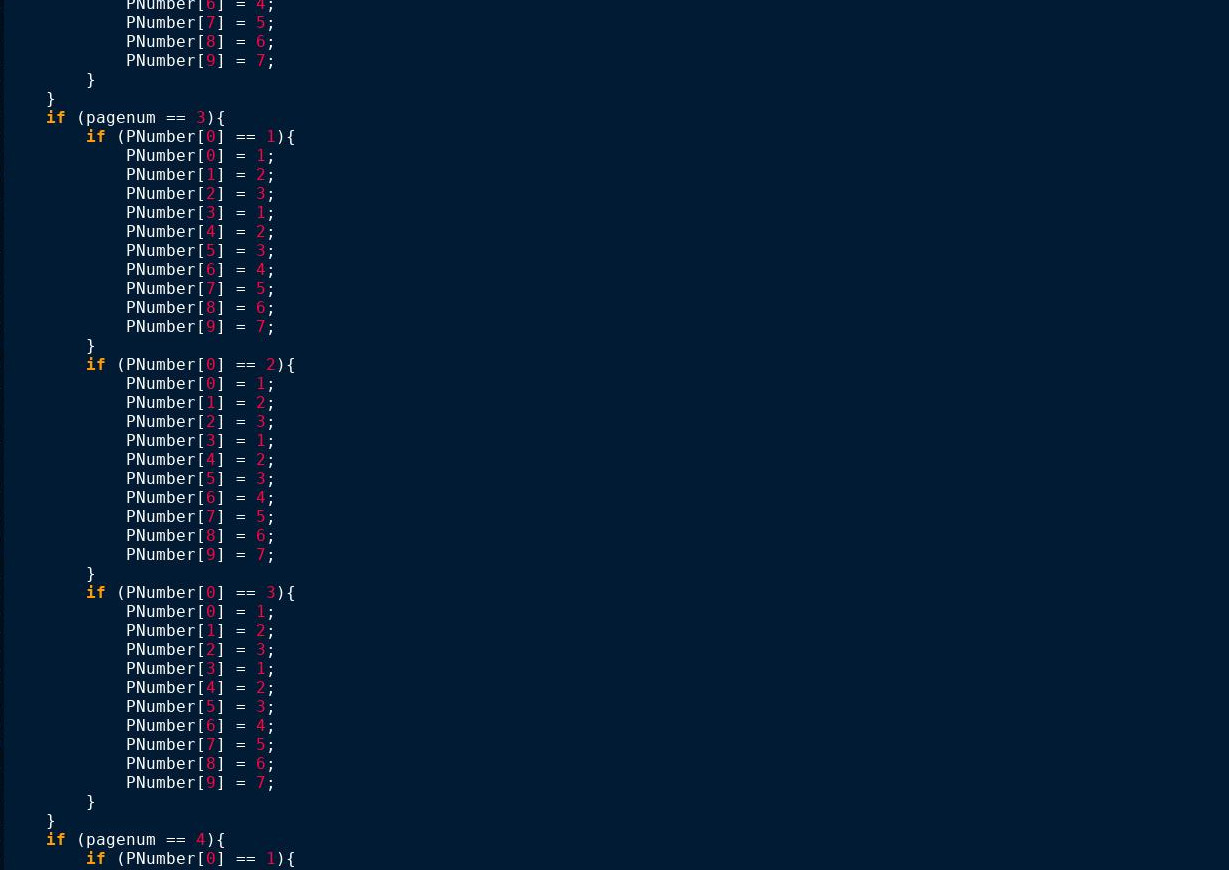 PNumber[6] = 4;
PNumber[7] = 5;
PNumber[8] = 6;
PNumber[9] = 7;
}
}
if (pagenum == 3){
if (PNumber[0] == 1){
PNumber[0] = 1;
PNumber[1] = 2;
PNumber[2] = 3;
PNumber[3] = 1;
PNumber[4] = 2;
PNumber[5] = 3;
PNumber[6] = 4;
PNumber[7] = 5;
PNumber[8] = 6;
PNumber[9] = 7;
}
if (PNumber[0] == 2){
PNumber[0] = 1;
PNumber[1] = 2;
PNumber[2] = 3;
PNumber[3] = 1;
PNumber[4] = 2;
PNumber[5] = 3;
PNumber[6] = 4;
PNumber[7] = 5;
PNumber[8] = 6;
PNumber[9] = 7;
}
if (PNumber[0] == 3){
PNumber[0] = 1;
PNumber[1] = 2;
PNumber[2] = 3;
PNumber[3] = 1;
PNumber[4] = 2;
PNumber[5] = 3;
PNumber[6] = 4;
PNumber[7] = 5;
PNumber[8] = 6;
PNumber[9] = 7;
}
}
if (pagenum == 4){
if (PNumber[0] == 1){